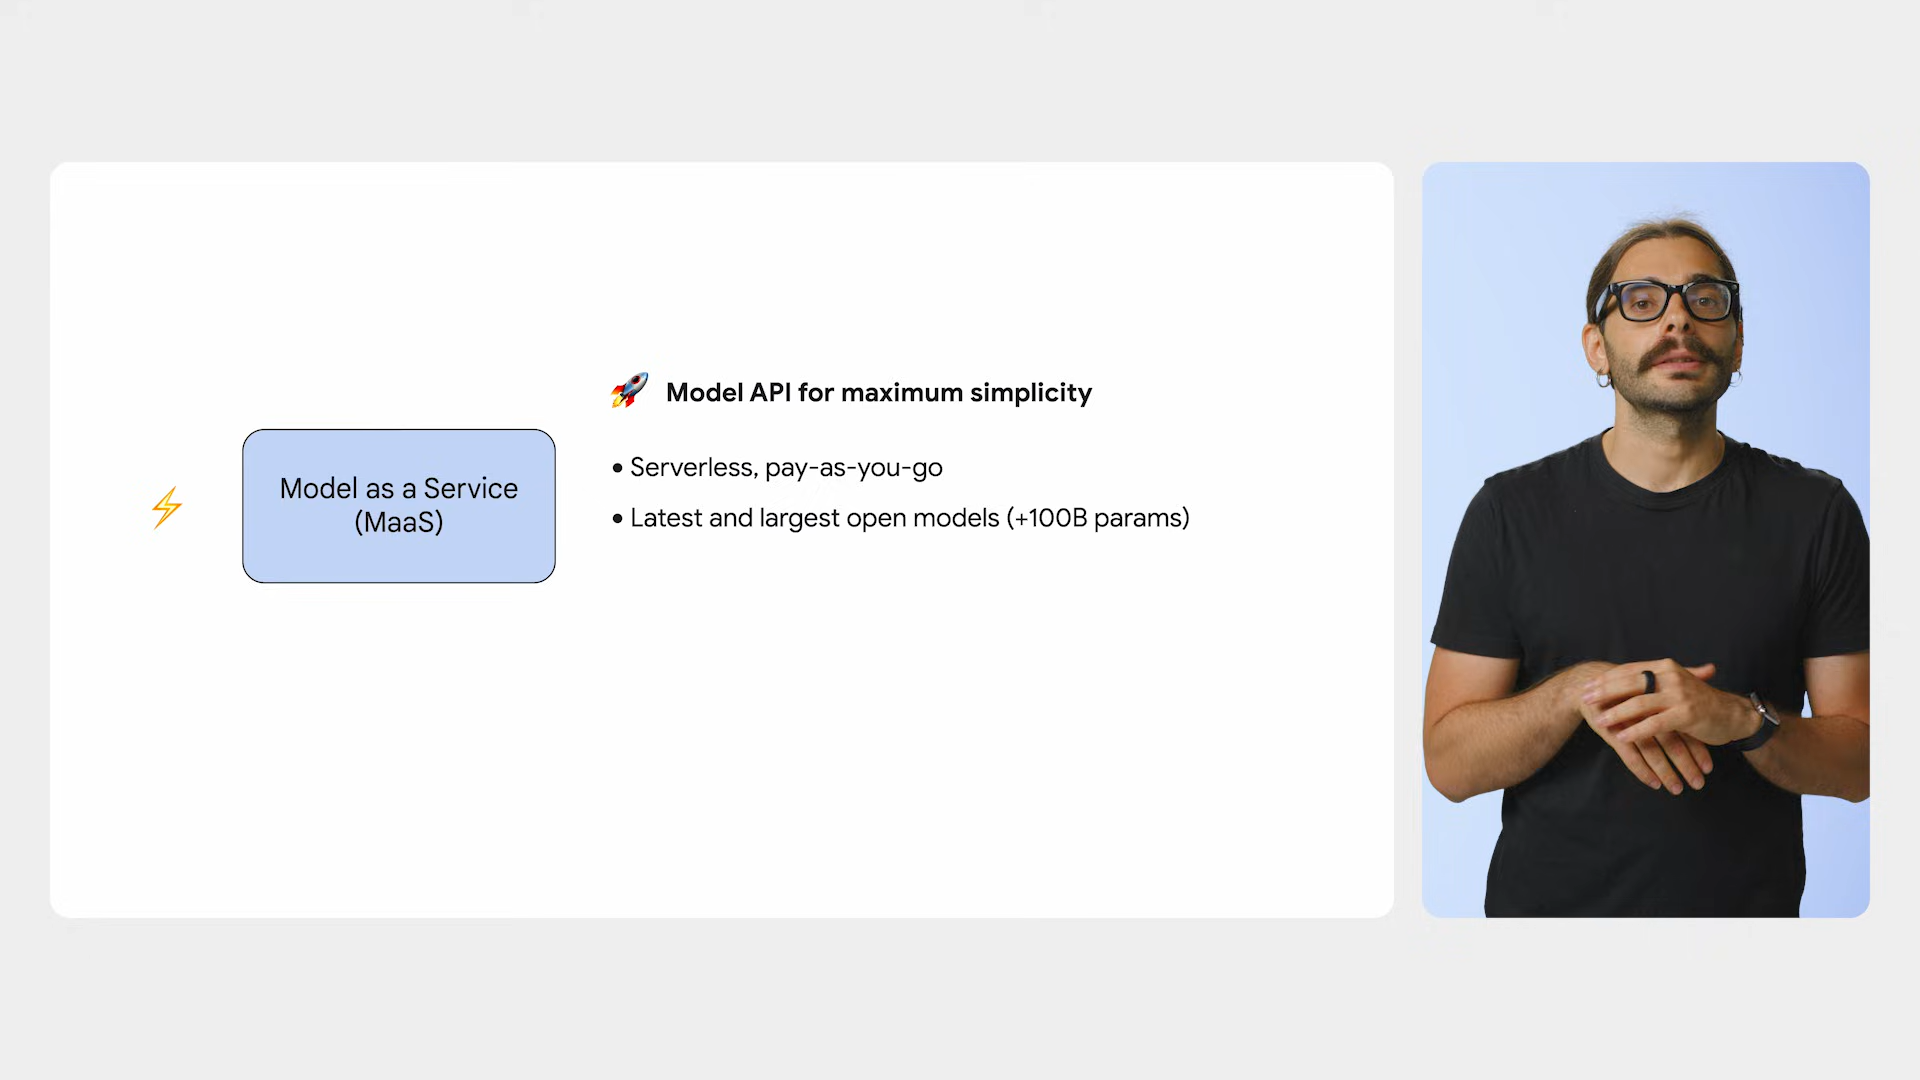 Model as a Service
(MaaS)
Model API for maximum simplicity
• Serverless, pay-as-you-go
• Latest and largest open models (+100B params)